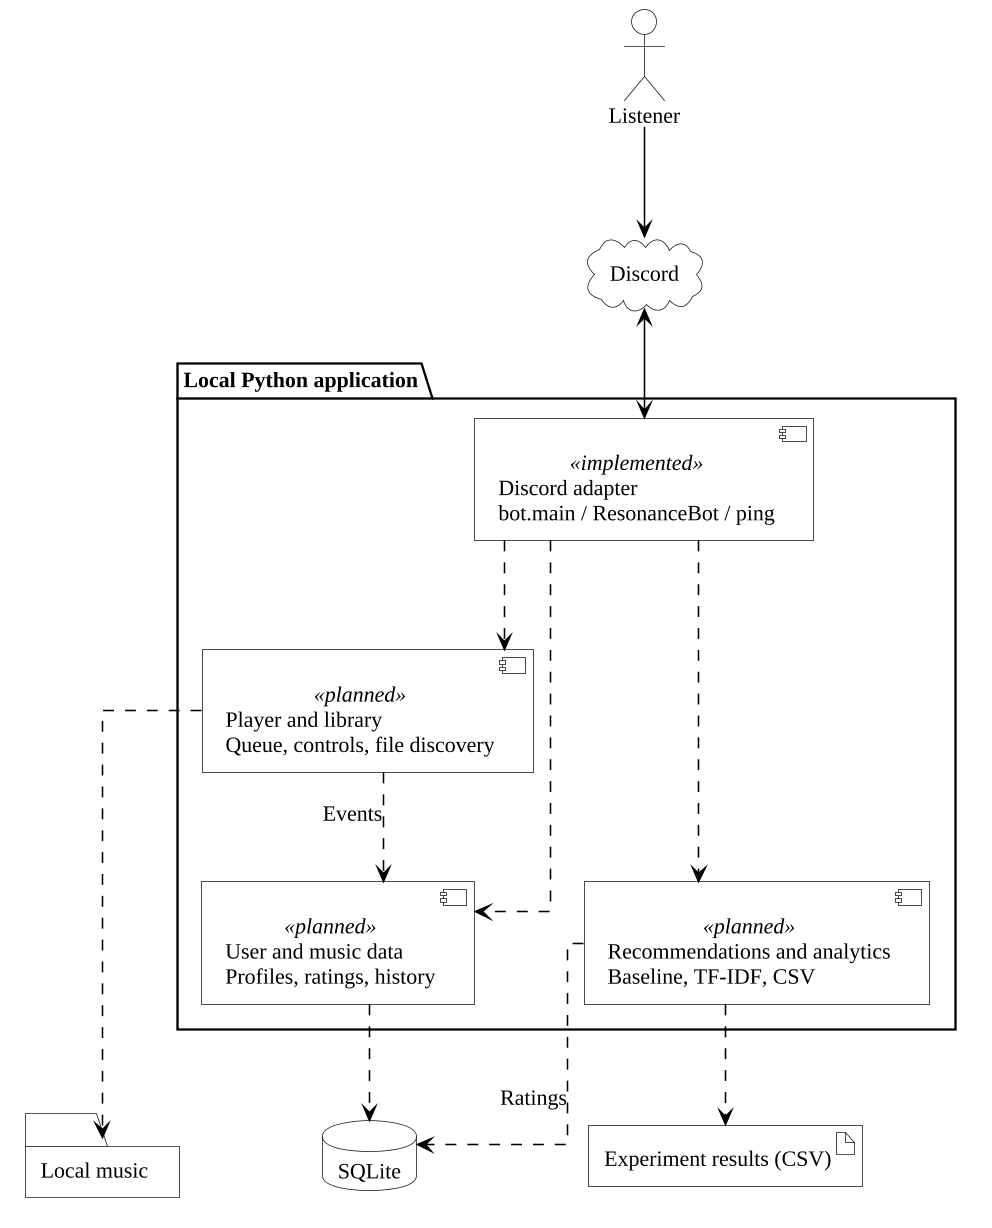 Listener
Discord
Local Python application
«implemented»
Discord adapter
bot.main / ResonanceBot / ping
«planned»
Player and library
Queue, controls, file discovery
Events
«planned»
User and music data
Profiles, ratings, history
«planned»
Recommendations and analytics
Baseline, TF-IDF, CSV
Ratings
Local music
SQLite
Experiment results (CSV)